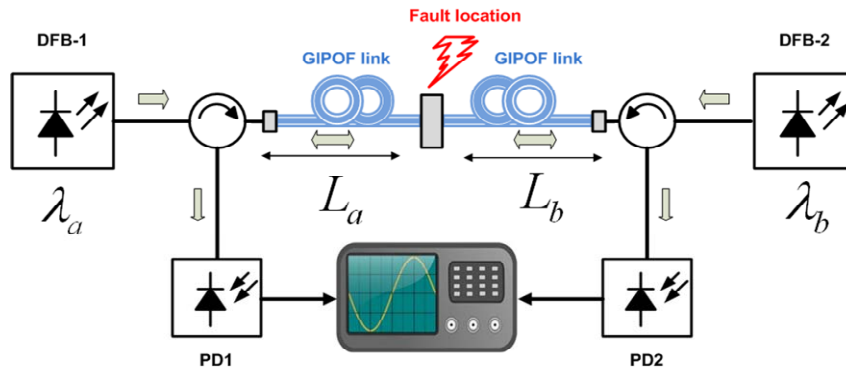 Fault location
DFB-1
GIPOF link
GIPOF link
DFB-2
λa
La
Lb
λb
PD1
PD2